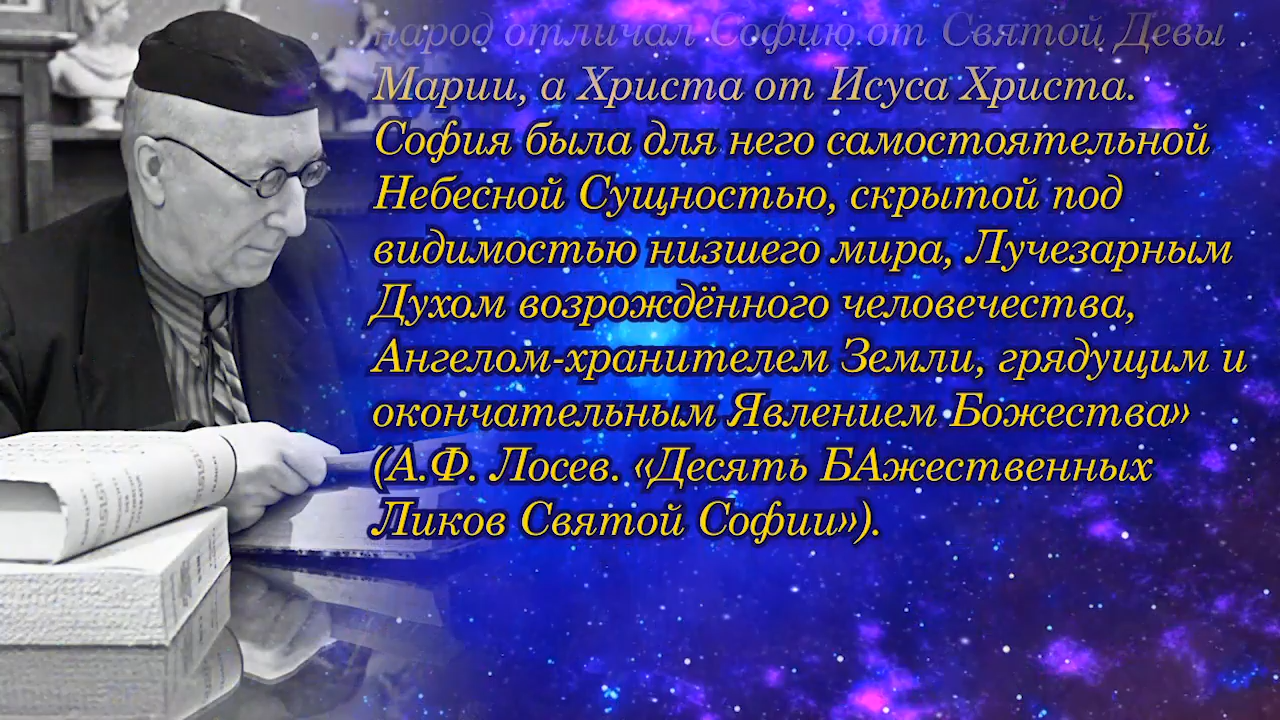 народ отличал Софию от Святой Девы
Марии, а Христа от Исуса Христа.
София была для него самостоятельной
Небесной Сущностью, скрытой под
видимостью низшего мира, Лучезарным
Духом возрождённого человечества,
Ангелом-хранителем Земли, грядущим и
окончательным Явлением Божества»
(А.Ф. Лосев. «Десять БАжественных
Ликов Святой Софии»).